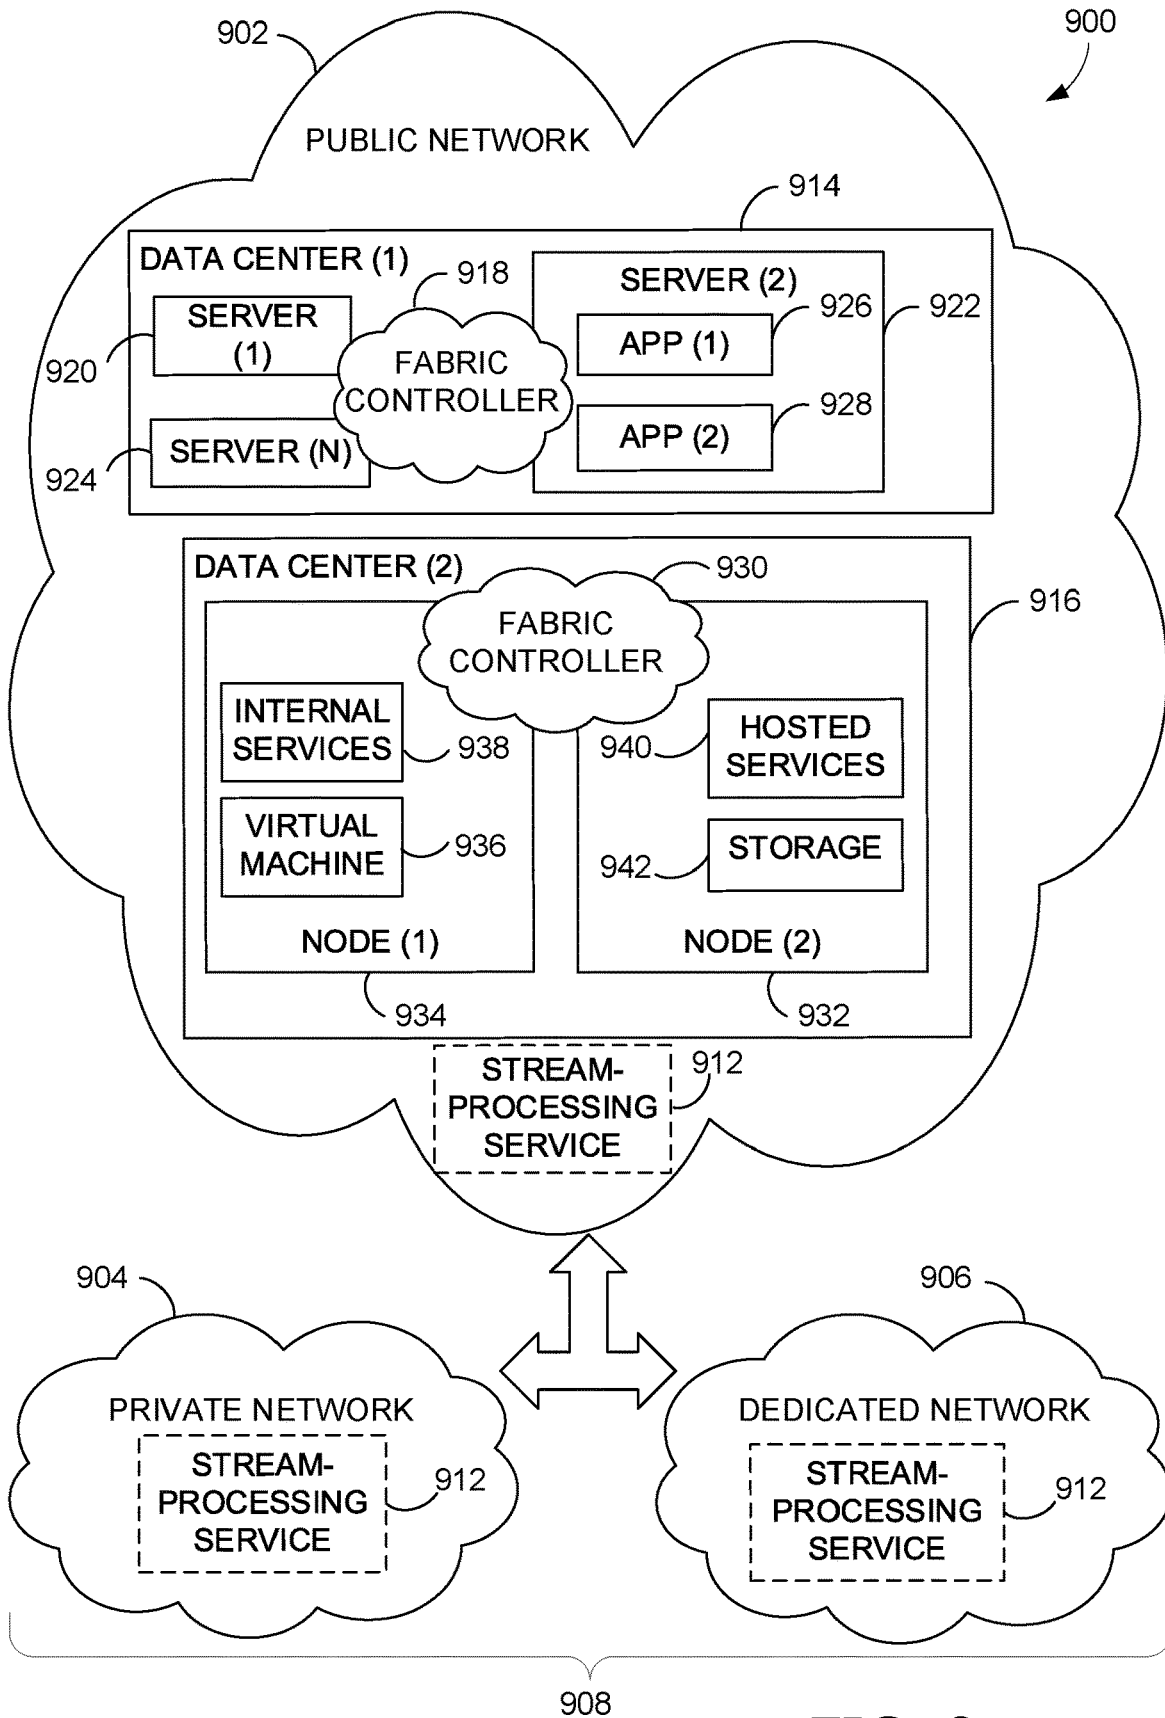 902
900
PUBLIC NETWORK
914
DATA CENTER (1)
918
SERVER (2)
926
922
SERVER
(1)
920
FABRIC
CONTROLLER
APP (1)
928
SERVER (N)
924
APP (2)
DATA CENTER (2)
930
916
FABRIC
CONTROLLER
INTERNAL
SERVICES
938
940
HOSTED
SERVICES
VIRTUAL
MACHINE
936
942
STORAGE
NODE (1)
NODE (2)
934
932
STREAM-
PROCESSING
SERVICE
912
904
906
PRIVATE NETWORK
STREAM-
PROCESSING
SERVICE
912
DEDICATED NETWORK
STREAM-
PROCESSING
SERVICE
912
908